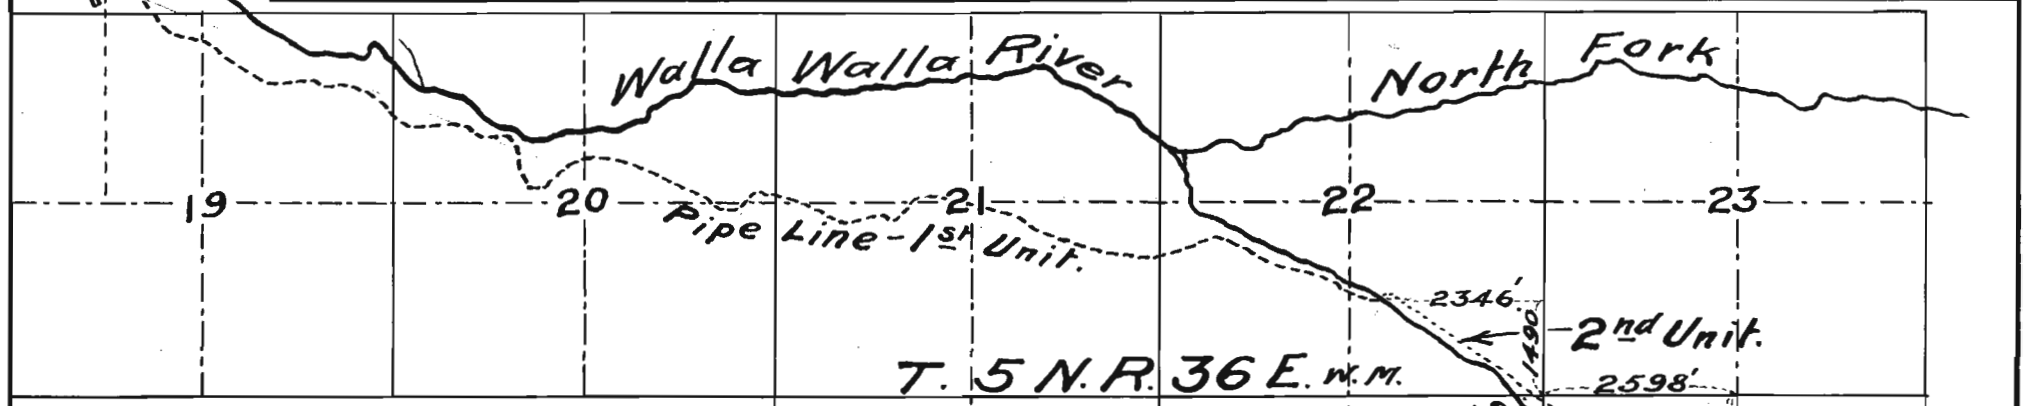 Walla Walla River
North Fork
19 20 21 22 23
Pipe Line - 1st Unit.
2346'
1490
2nd Unit.
T. 5 N. R. 36 E. W.M.
2598'